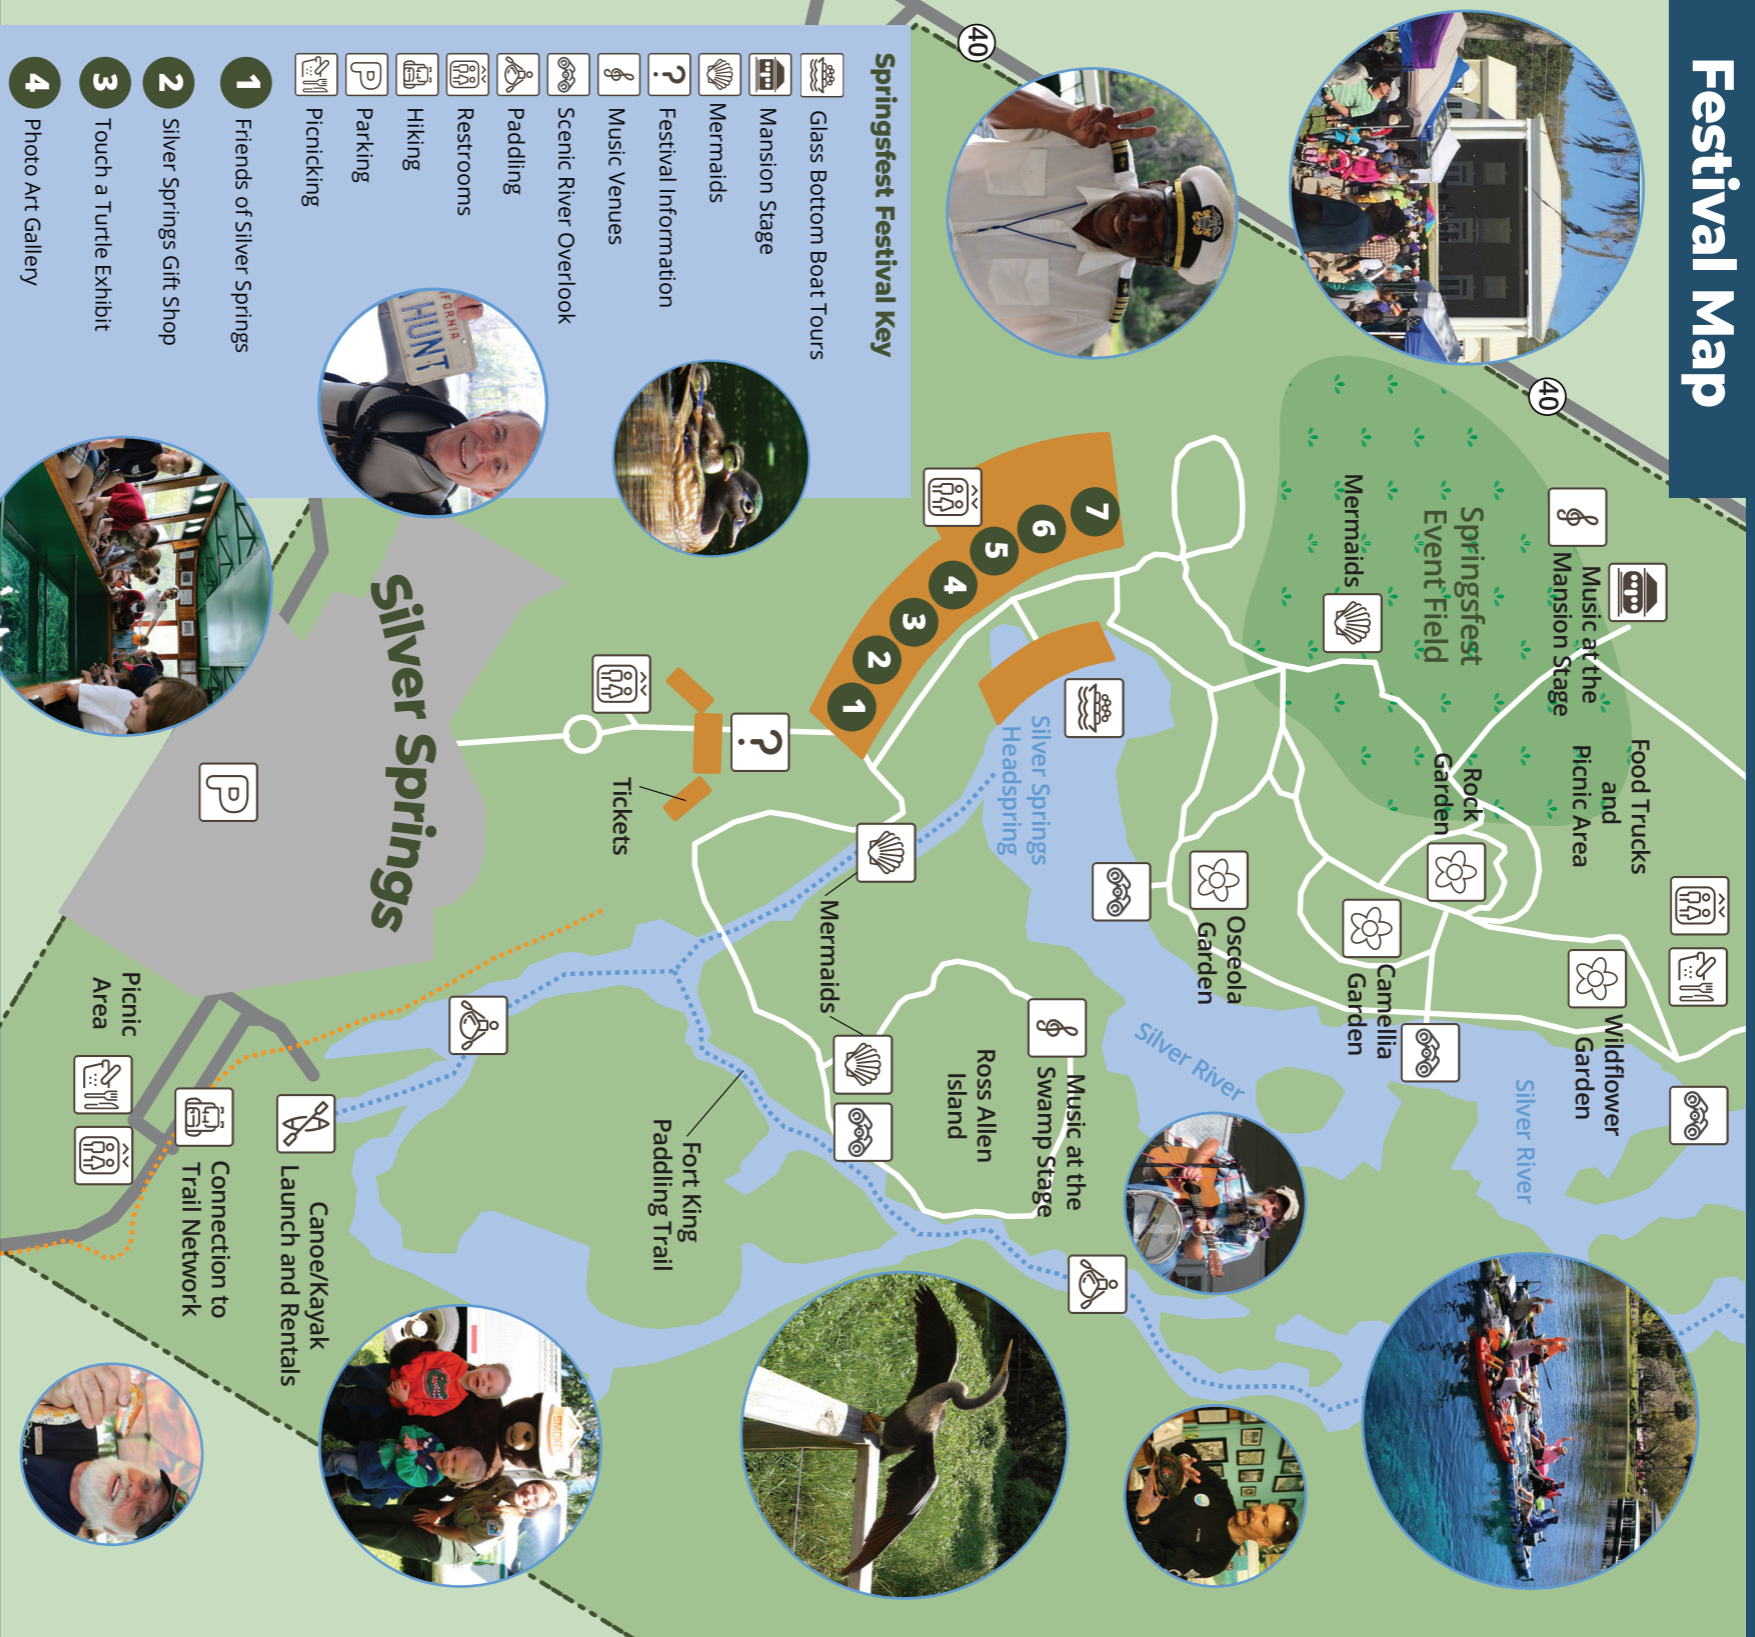 Festival Map
40
40
Springsfest Festival Key
Glass Bottom Boat Tours
Mansion Stage
Mermaids
Festival Information
Music Venues
Scenic River Overlook
Paddling
Restrooms
Hiking
Parking
Picnicking
1 Friends of Silver Springs
2 Silver Springs Gift Shop
3 Touch a Turtle Exhibit
4 Photo Art Gallery
IFORNIA
HUNT
Music at the
Mansion Stage
Springsfest
Event Field
Mermaids
Food Trucks
and
Picnic Area
Rock
Garden
7
6
5
4
3
2
1
Silver Springs
Headspring
Osceola
Garden
Camellia
Garden
Wildflower
Garden
Silver River
Silver River
Music at the
Swamp Stage
Ross Allen
Island
Mermaids
Tickets
Fort King
Paddling Trail
Silver Springs
P
P
Picnic
Area
Canoe/Kayak
Launch and Rentals
Connection to
Trail Network
SMOKEY